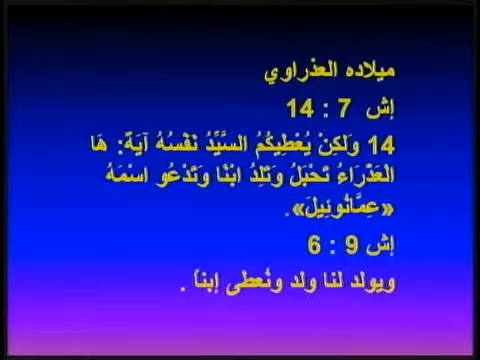 ميلاده العذراوي
إش 7 : 14
14 وَلكِنْ يُعْطِيكُمُ السَّيِّدُ نَفْسُهُ آيَةً: هَا
الْعَذْرَاءُ تَحْبَلُ وَتَلِدُ ابْنًا وَتَدْعُو اسْمَهُ
«عِمَّانُوئِيلَ».
إش 9 : 6
ويولد لنا ولد ونُعطى إبناً .